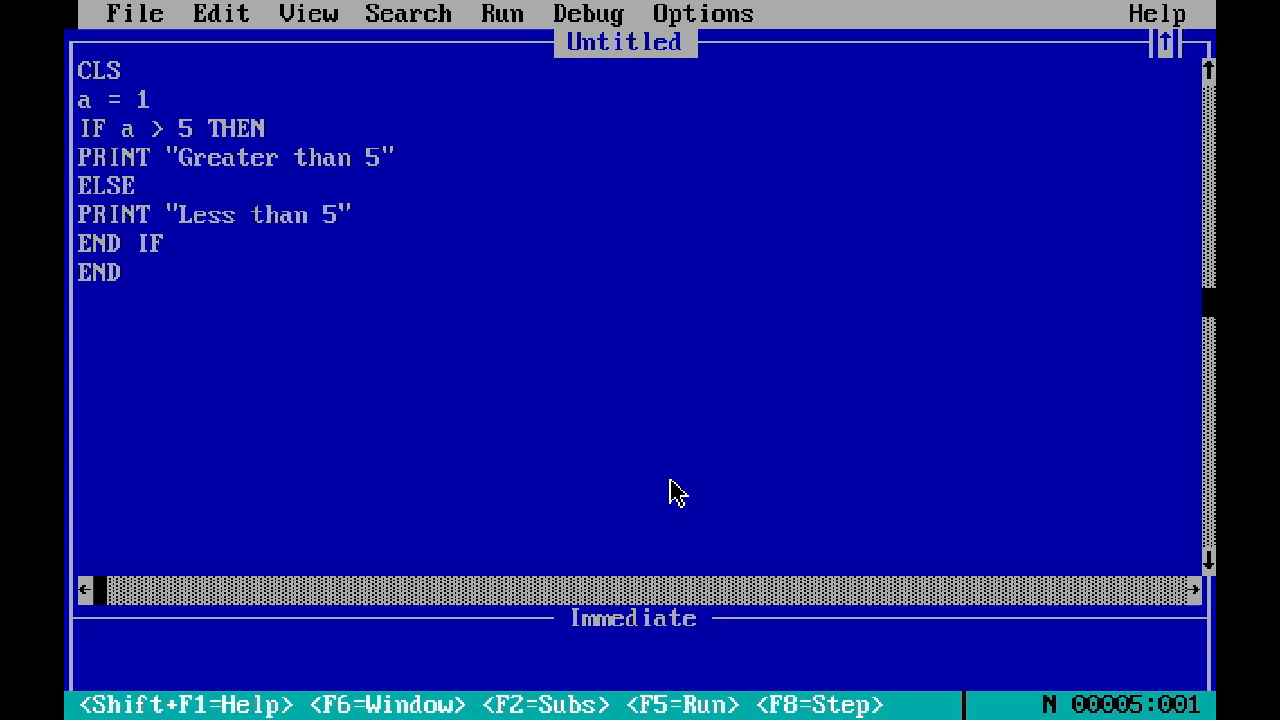 File Edit View Search Run Debug Options Help
Untitled
CLS
a = 1
IF a > 5 THEN
PRINT "Greater than 5"
ELSE
PRINT "Less than 5"
END IF
END
Immediate
<Shift+F1=Help> <F6=Window> <F2=Subs> <F5=Run> <F8=Step> N 00005:001